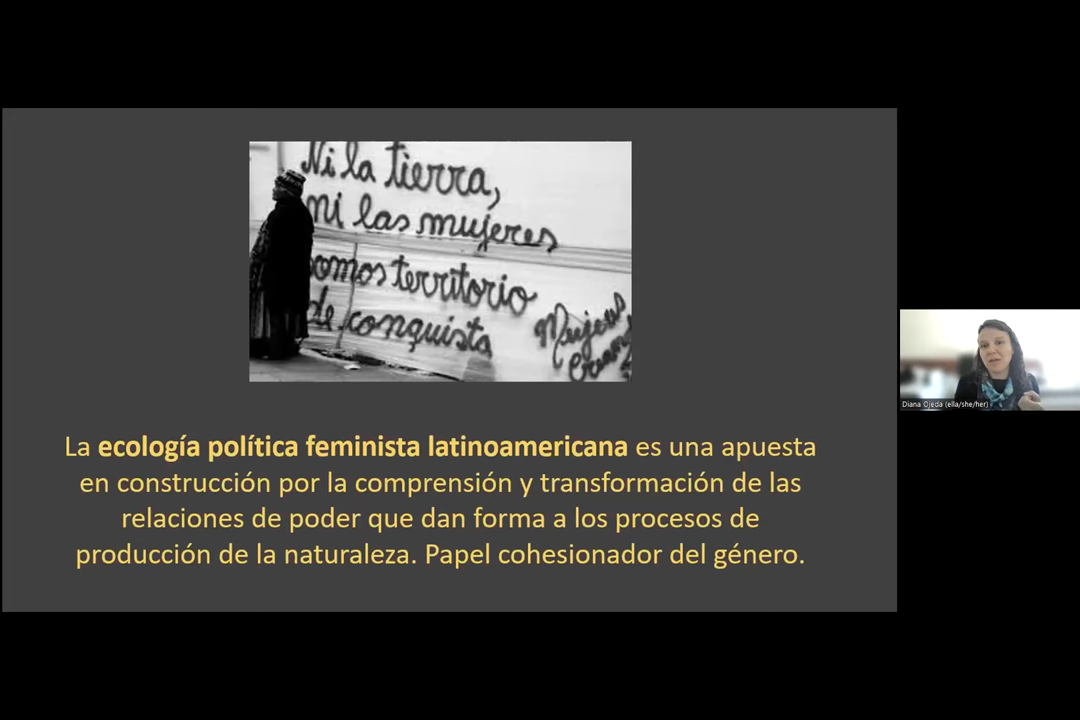 Ni la tierra,
ni las mujeres
somos territorio
de conquista
Mujeres
La ecología política feminista latinoamericana es una apuesta
en construcción por la comprensión y transformación de las
relaciones de poder que dan forma a los procesos de
producción de la naturaleza. Papel cohesionador del género.
Diana Ojeda (ella/she/her)